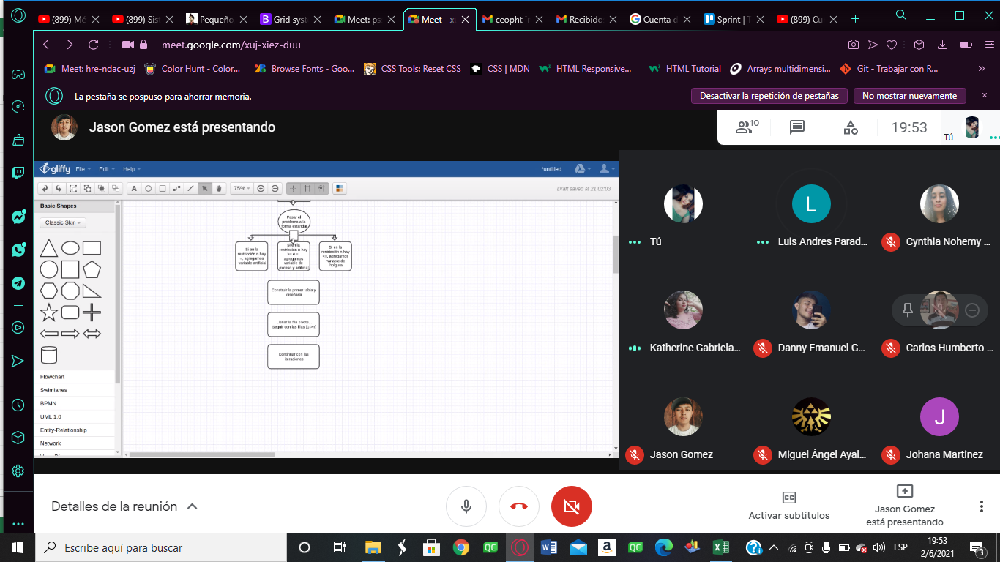 (899) Mé
(899) Sist
Pequeño
Grid syst
Meet: ps
Meet - x
ceopht in
Recibido
Cuenta d
Sprint | T
(899) Cu
meet.google.com/xuj-xiez-duu
Meet: hre-ndac-uzj
Color Hunt - Color...
Browse Fonts - Goo...
CSS Tools: Reset CSS
CSS | MDN
HTML Responsive...
HTML Tutorial
Arrays multidimensi...
Git - Trabajar con R...
La pestaña se pospuso para ahorrar memoria.
Desactivar la repetición de pestañas
No mostrar nuevamente
Jason Gomez está presentando
10
19:53
Tú
gliffy
File
Edit
Help
*untitled
A
75%
Draft saved at 21:02:03
Basic Shapes
Classic Skin
Flowchart
Swimlanes
BPMN
UML 1.0
Entity-Relationship
Network
Pasar el
problema a la
forma estándar
Si en la
restricción n hay
=, agregamos
variable artificial
Si en la
restricción n hay
>= o =,
agregamos
variable de
exceso y artificial
Si en la
restricción n hay
<=, agregamos
variable de
holgura
Construir la primer tabla y
diseñarla
Llenar la fila pivote...
Seguir con las filas (1->n)
Continuar con las
iteraciones
Tú
L
Luis Andres Parad...
Cynthia Nohemy ...
Katherine Gabriela...
Danny Emanuel G...
Carlos Humberto ...
Jason Gomez
Miguel Ángel Ayal...
J
Johana Martinez
Detalles de la reunión
Activar subtítulos
Jason Gomez
está presentando
Escribe aquí para buscar
ESP
19:53
2/6/2021
3